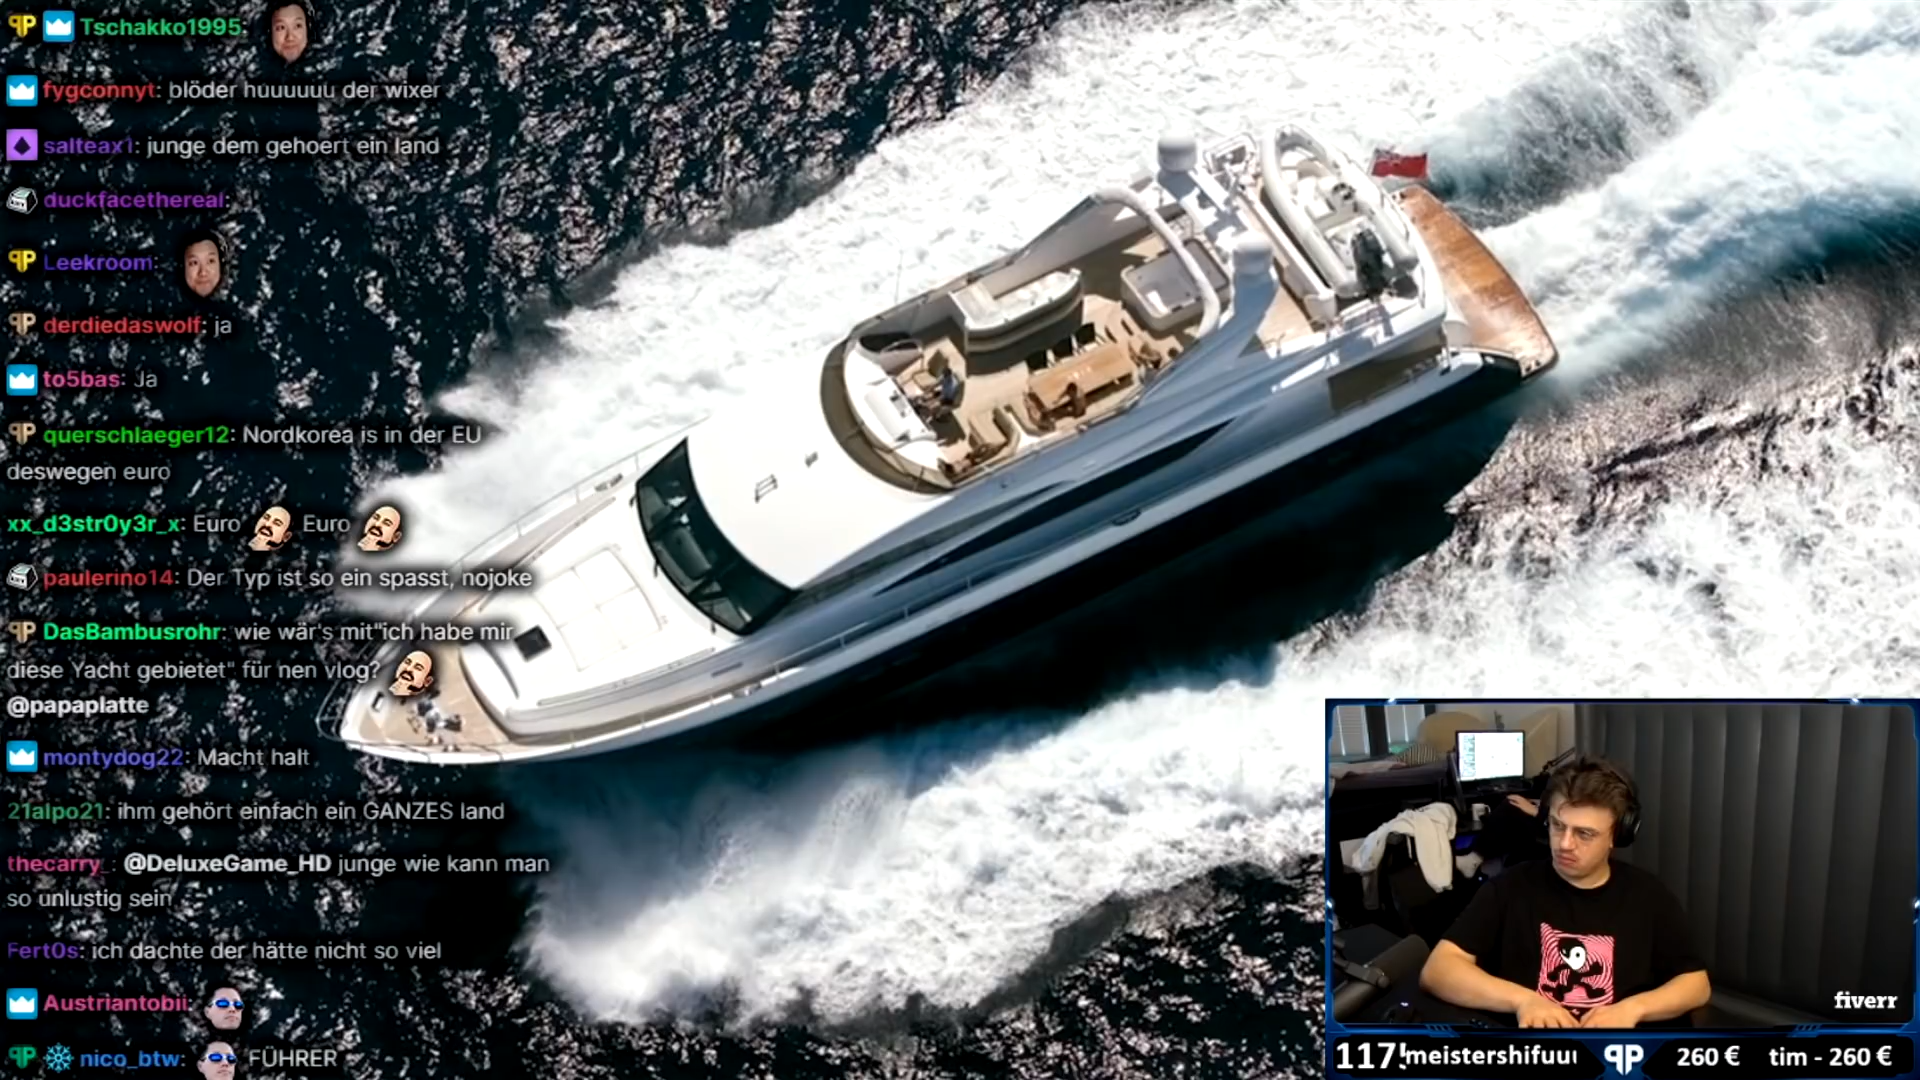 Tschakko1995:
fygconnyt: blöder huuuuuu der wixer
salteax1: junge dem gehoert ein land
duckfacethereal:
Leekroom:
derdiedaswolf: ja
to5bas: Ja
querschlaeger12: Nordkorea is in der EU
deswegen euro
xx_d3str0y3r_x: Euro Euro
paulerino14: Der Typ ist so ein spasst, nojoke
DasBambusrohr: wie wär's mit"ich habe mir
diese Yacht gebietet" für nen vlog?
@papaplatte
montydog22: Macht halt
21alpo21: ihm gehört einfach ein GANZES land
thecarry_: @DeluxeGame_HD junge wie kann man
so unlustig sein
Fert0s: ich dachte der hätte nicht so viel
Austriantobii:
nico_btw: FÜHRER
fiverr
117! meistershifuuu PP 260 € tim - 260 €